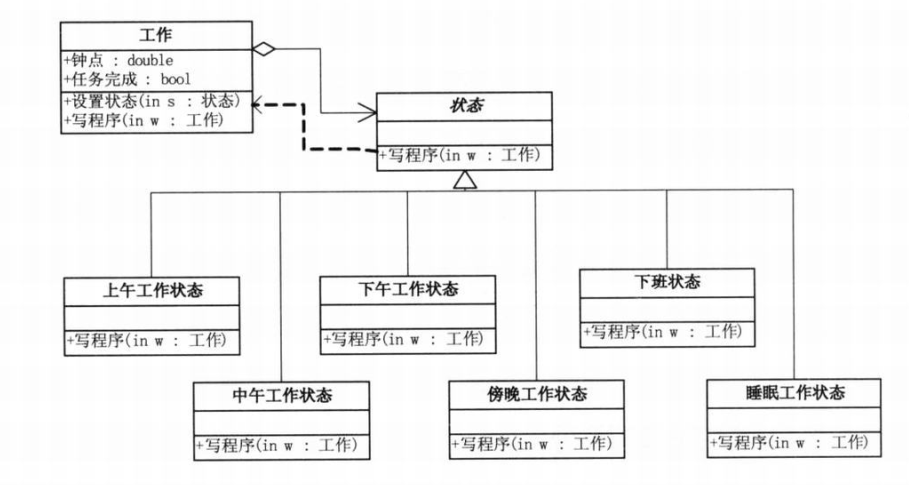 工作
+钟点 : double
+任务完成 : bool
+设置状态(in s : 状态)
+写程序(in w : 工作)
状态
+写程序(in w : 工作)
上午工作状态
+写程序(in w : 工作)
下午工作状态
+写程序(in w : 工作)
下班状态
+写程序(in w : 工作)
中午工作状态
+写程序(in w : 工作)
傍晚工作状态
+写程序(in w : 工作)
睡眠工作状态
+写程序(in w : 工作)